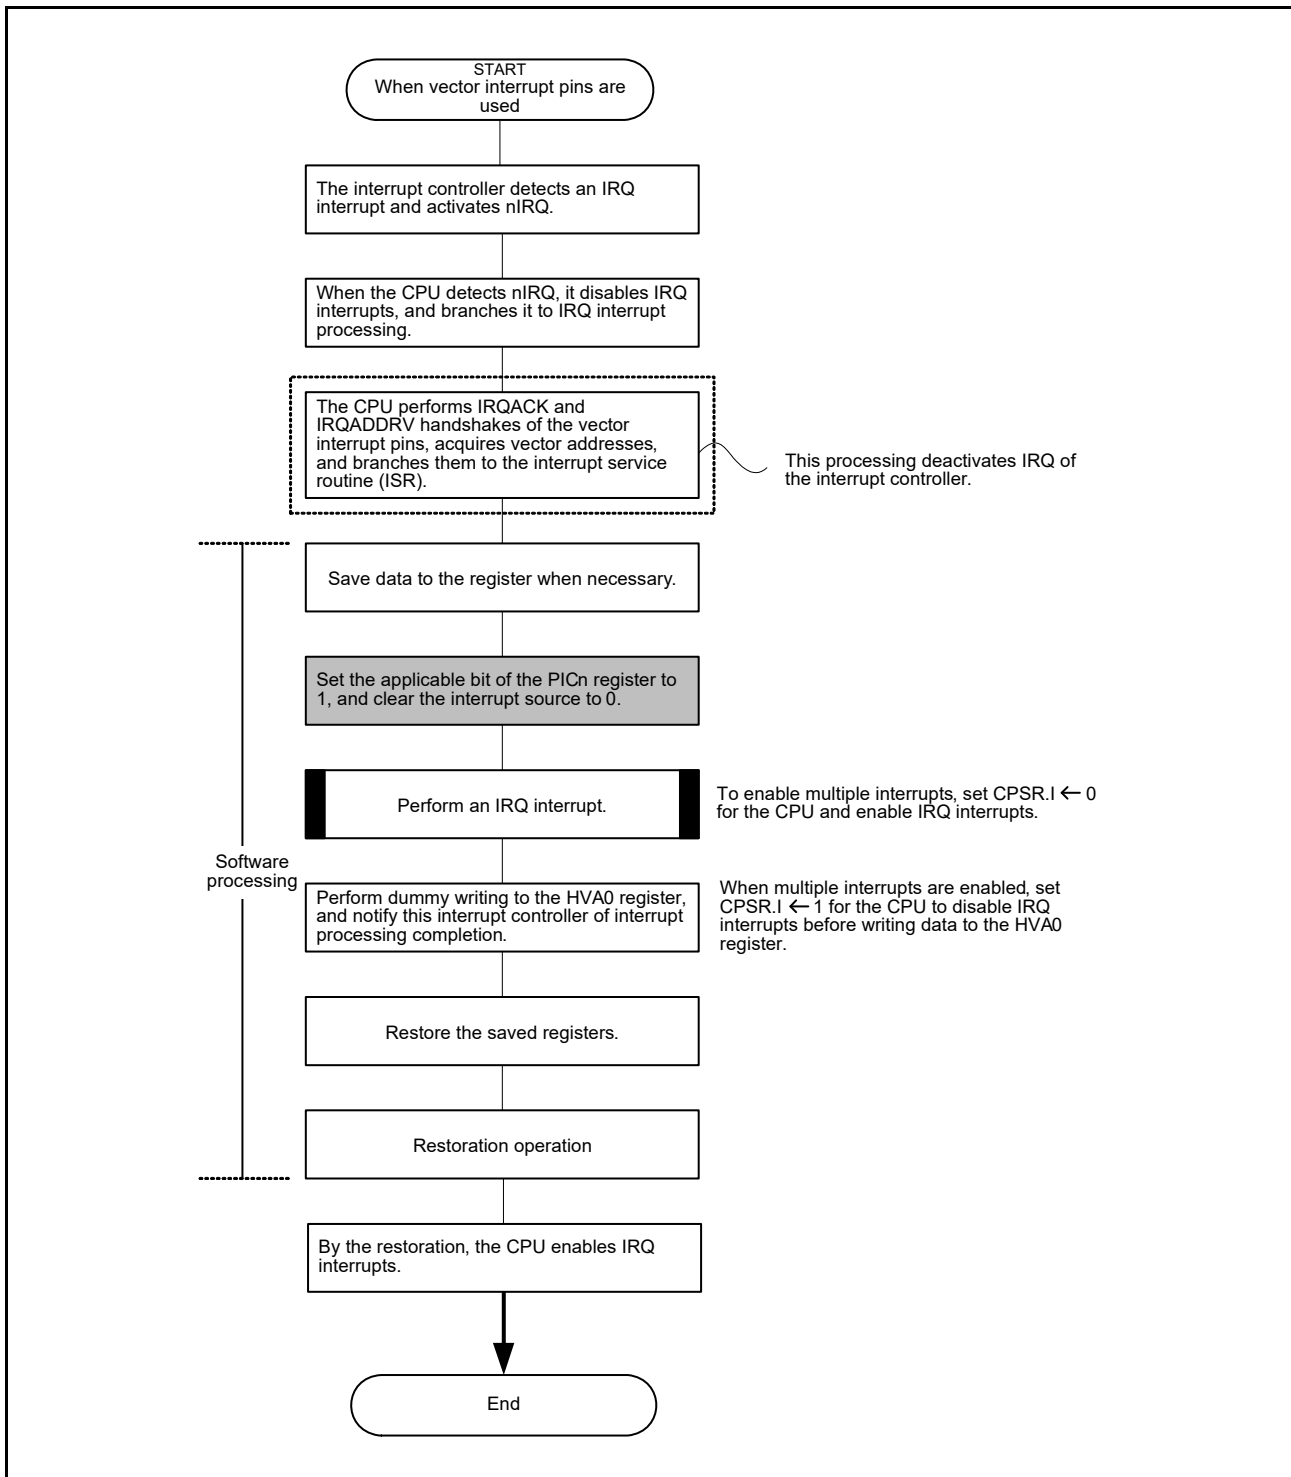 START
When vector interrupt pins are
used
The interrupt controller detects an IRQ
interrupt and activates nIRQ.
When the CPU detects nIRQ, it disables IRQ
interrupts, and branches it to IRQ interrupt
processing.
The CPU performs IRQACK and
IRQADDRV handshakes of the vector
interrupt pins, acquires vector addresses,
and branches them to the interrupt service
routine (ISR).
This processing deactivates IRQ of
the interrupt controller.
Save data to the register when necessary.
Set the applicable bit of the PICn register to
1, and clear the interrupt source to 0.
Perform an IRQ interrupt.
To enable multiple interrupts, set CPSR.I ← 0
for the CPU and enable IRQ interrupts.
Software
processing
Perform dummy writing to the HVA0 register,
and notify this interrupt controller of interrupt
processing completion.
When multiple interrupts are enabled, set
CPSR.I ← 1 for the CPU to disable IRQ
interrupts before writing data to the HVA0
register.
Restore the saved registers.
Restoration operation
By the restoration, the CPU enables IRQ
interrupts.
End